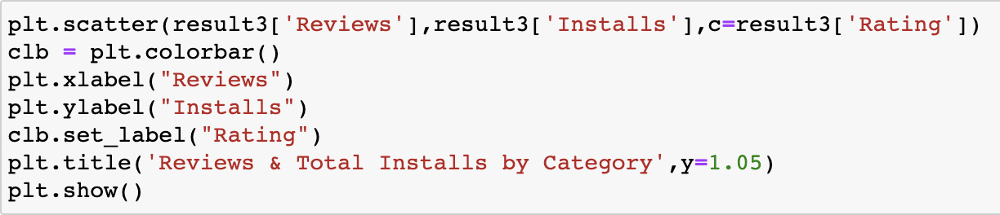 plt.scatter(result3['Reviews'],result3['Installs'],c=result3['Rating'])
clb = plt.colorbar()
plt.xlabel("Reviews")
plt.ylabel("Installs")
clb.set_label("Rating")
plt.title('Reviews & Total Installs by Category',y=1.05)
plt.show()